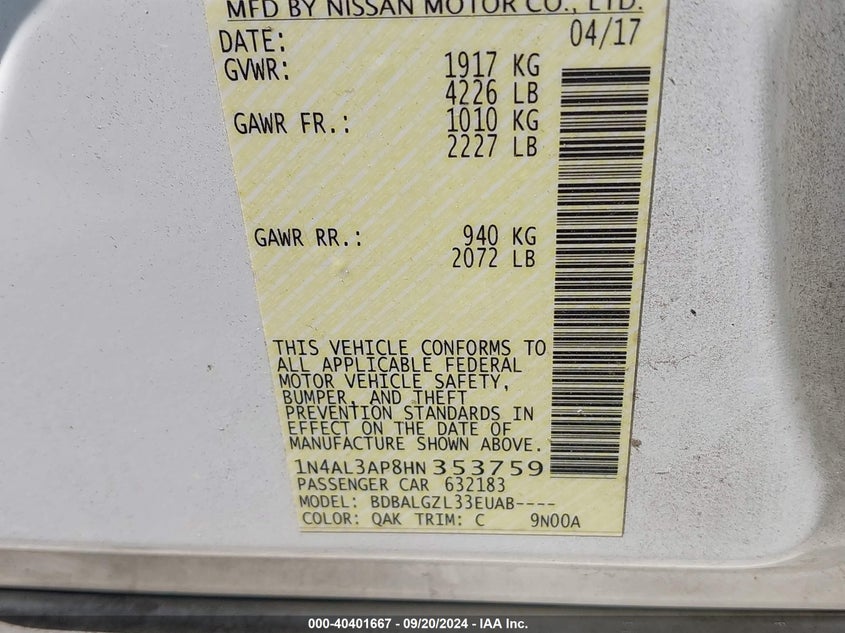 MFD BY NISSAN MOTOR CO., LTD.
DATE: 04/17
GVWR: 1917 KG
4226 LB
GAWR FR.: 1010 KG
2227 LB
GAWR RR.: 940 KG
2072 LB
THIS VEHICLE CONFORMS TO
ALL APPLICABLE FEDERAL
MOTOR VEHICLE SAFETY,
BUMPER, AND THEFT
PREVENTION STANDARDS IN
EFFECT ON THE DATE OF
MANUFACTURE SHOWN ABOVE.
1N4AL3AP8HN353759
PASSENGER CAR 632183
MODEL: BDBALGZL33EUAB----
COLOR: QAK TRIM: C 9N00A
000-40401667 - 09/20/2024 - IAA Inc.